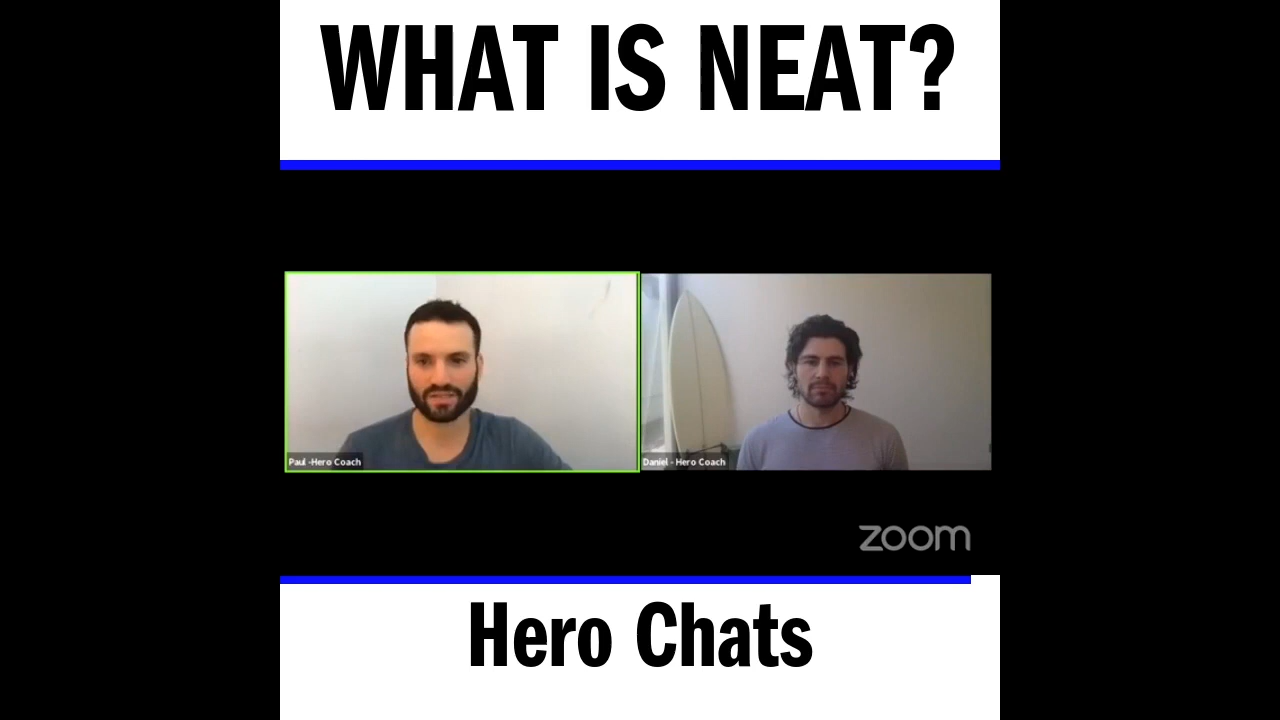 WHAT IS NEAT?
Paul -Hero Coach
Daniel - Hero Coach
zoom
Hero Chats